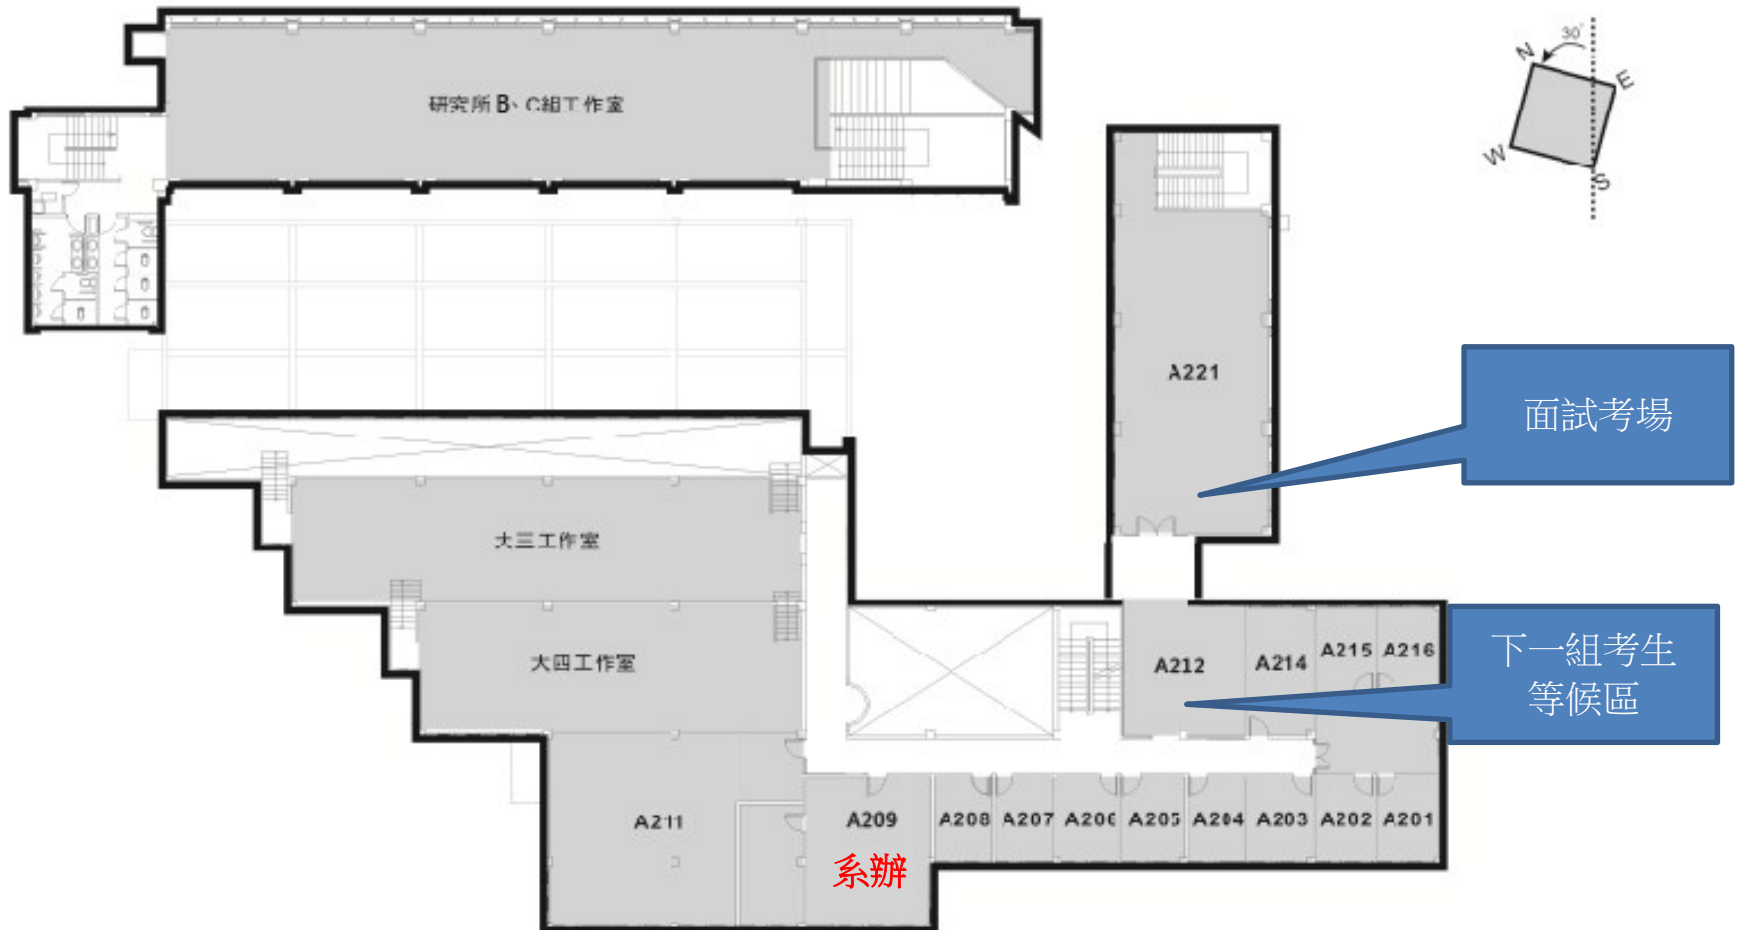 研究所 B、C組工作室
30°
N
E
W
S
A221
面試考場
大三工作室
大四工作室
A212
A214
A215
A216
下一組考生
等候區
A211
A209
系辦
A208
A207
A206
A205
A204
A203
A202
A201